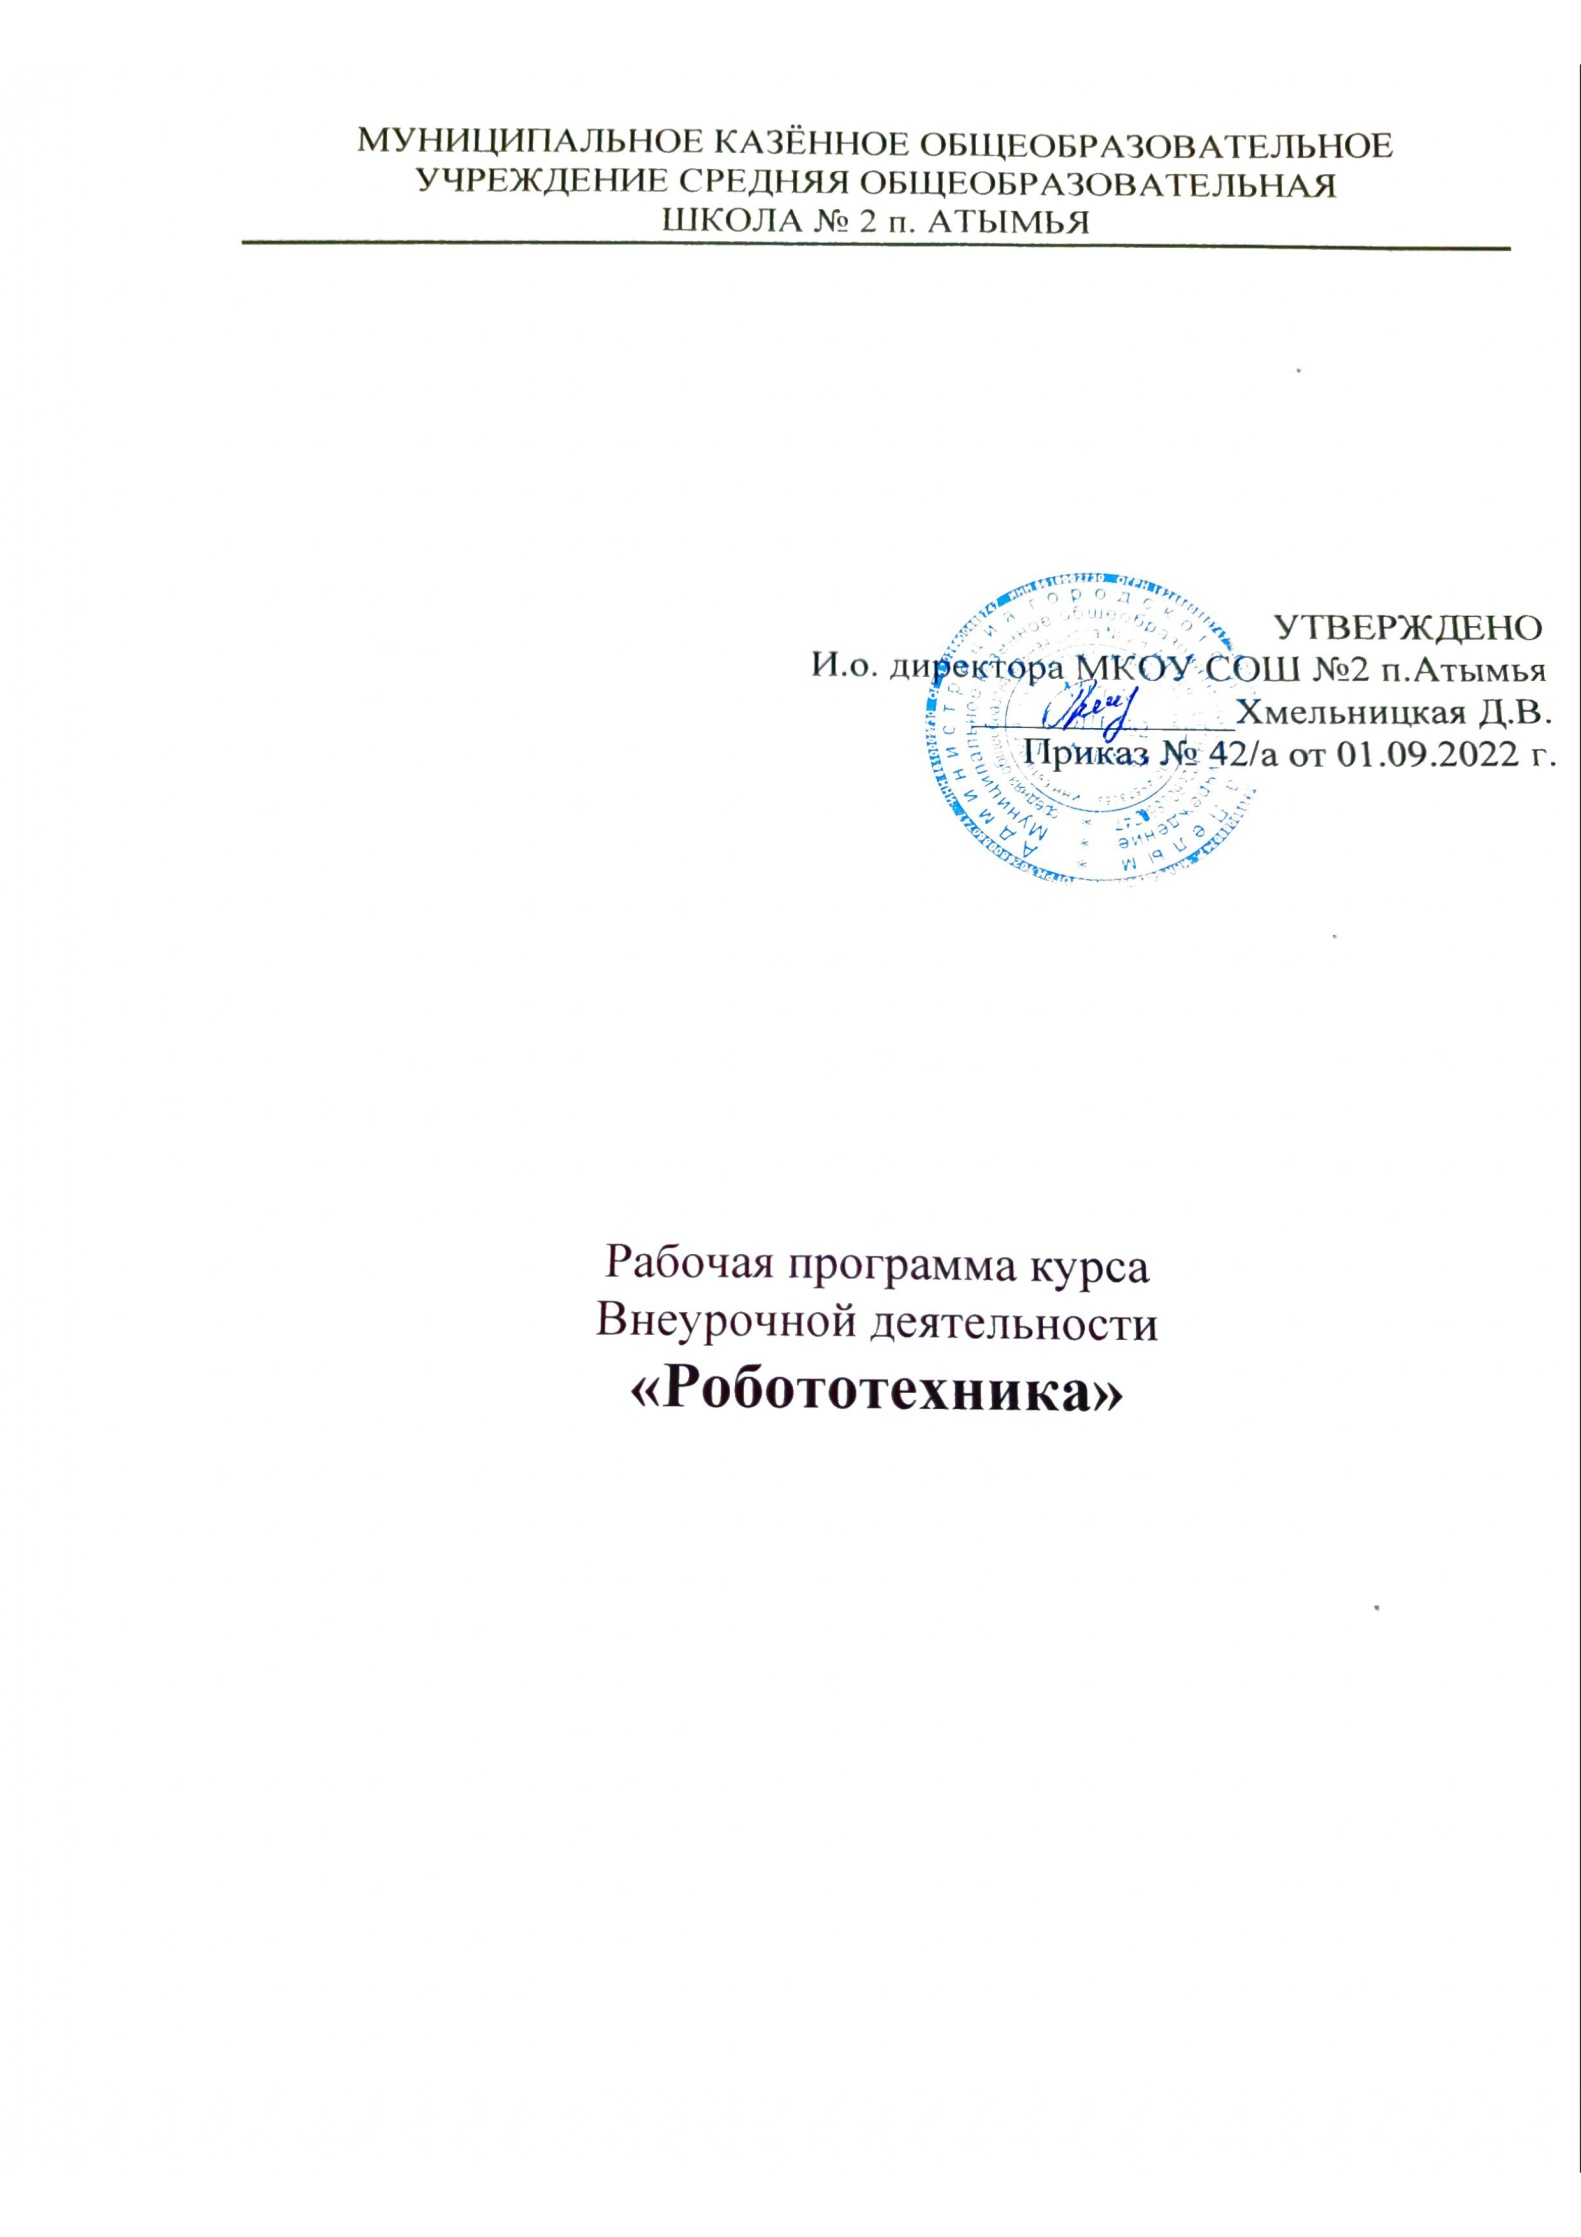 МУНИЦИПАЛЬНОЕ КАЗЁННОЕ ОБЩЕОБРАЗОВАТЕЛЬНОЕ
УЧРЕЖДЕНИЕ СРЕДНЯЯ ОБЩЕОБРАЗОВАТЕЛЬНАЯ
ШКОЛА № 2 п. АТЫМЬЯ
УТВЕРЖДЕНО
И.о. директора МКОУ СОШ №2 п.Атымья
Хмельницкая Д.В.
Приказ № 42/а от 01.09.2022 г.
Рабочая программа курса
Внеурочной деятельности
«Робототехника»